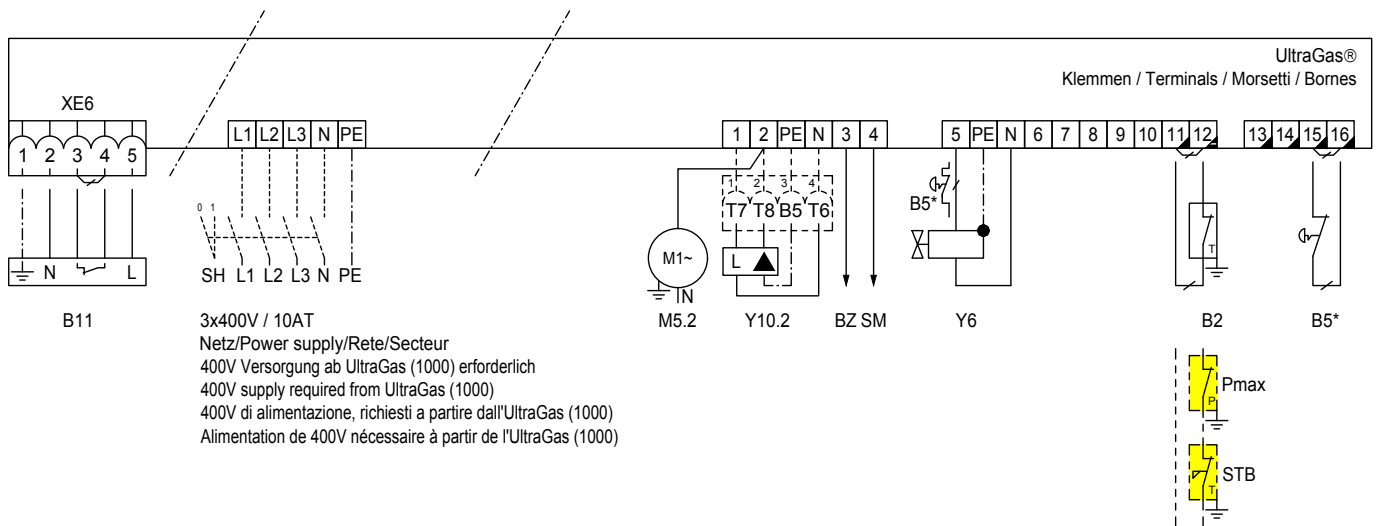 UltraGas®
Klemmen / Terminals / Morsetti / Bornes
XE6
L1 L2 L3 N PE
1 2 PE N 3 4
5 PE N 6 7 8 9 10 11 12
13 14 15 16
1 2 3 4 5
1 2 3 4
T7 T8 B5 T6
B5*
0 1
N L
SH L1 L2 L3 N PE
M1~
L
T
N
B11
3x400V / 10AT
M5.2
Y10.2
BZ SM
Y6
B2
B5*
Netz/Power supply/Rete/Secteur
400V Versorgung ab UltraGas (1000) erforderlich
400V supply required from UltraGas (1000)
400V di alimentazione, richiesti a partire dall'UltraGas (1000)
Alimentation de 400V nécessaire à partir de l'UltraGas (1000)
Pmax
P
STB
T